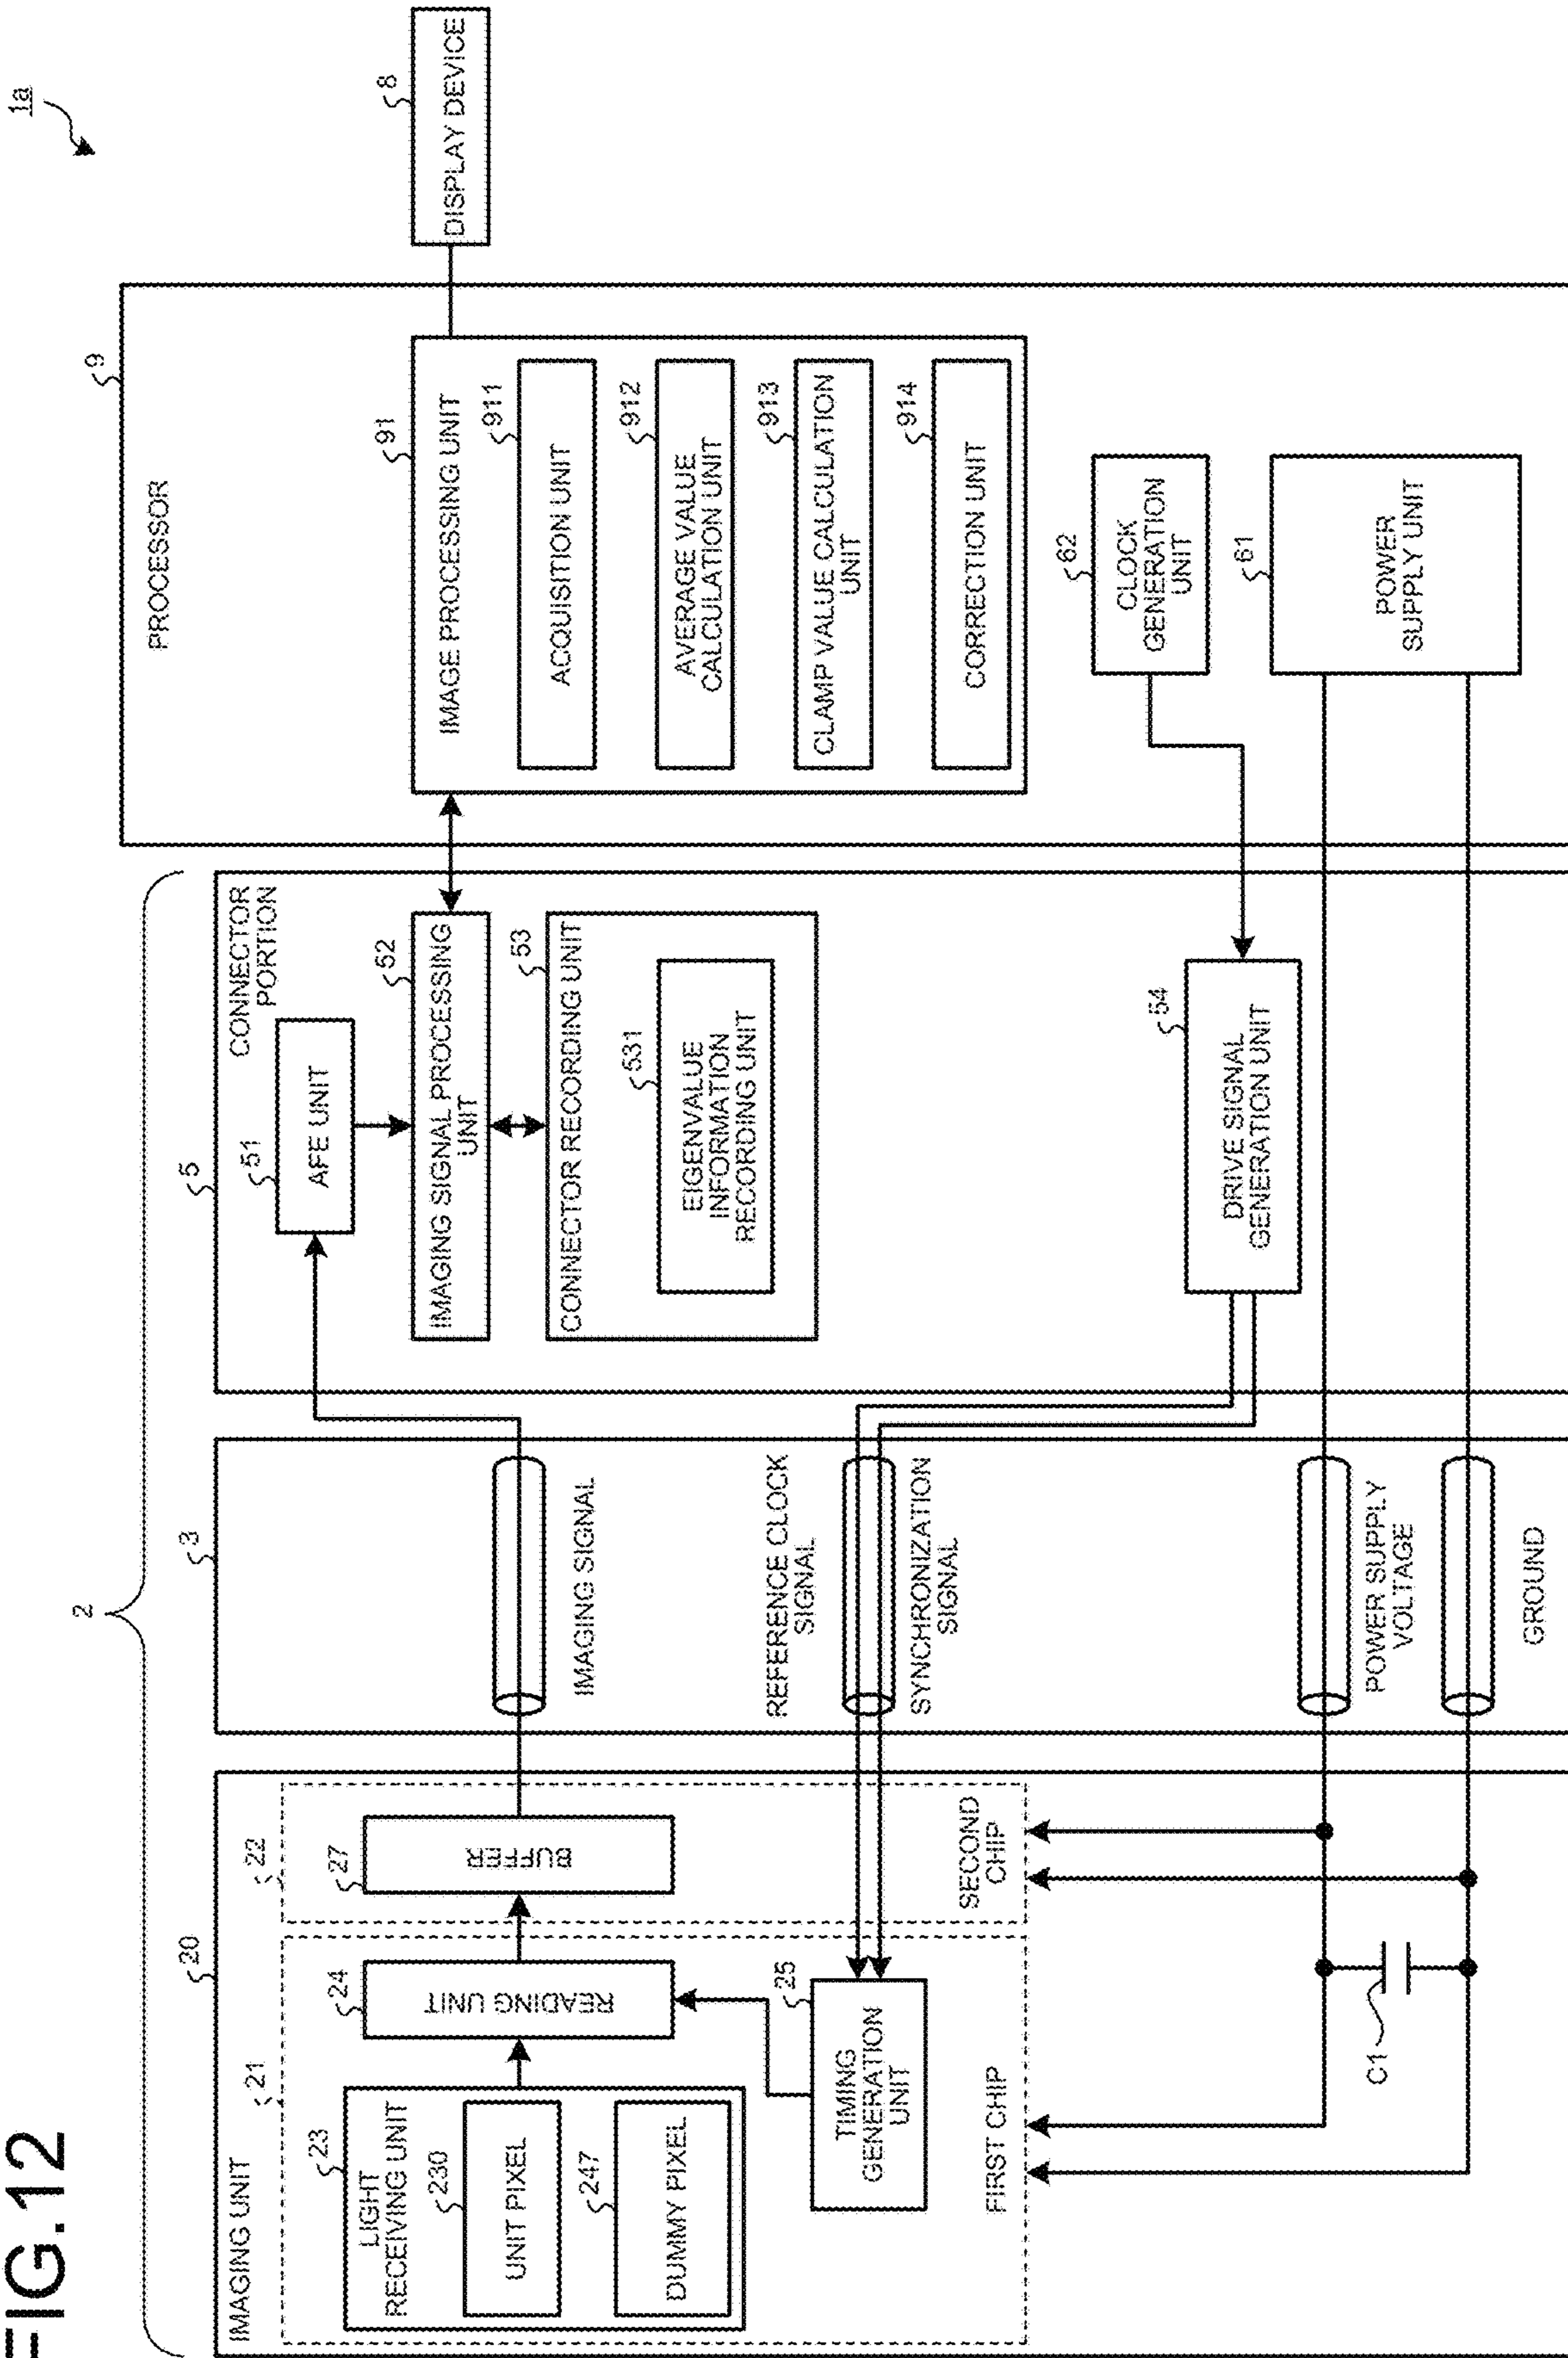 FIG.12
1a
2
IMAGING UNIT
20
21
22
23
LIGHT
RECEIVING UNIT
230
UNIT PIXEL
247
DUMMY PIXEL
24
READING UNIT
27
BUFFER
25
TIMING
GENERATION
UNIT
FIRST CHIP
SECOND
CHIP
C1
3
IMAGING SIGNAL
REFERENCE CLOCK
SIGNAL
SYNCHRONIZATION
SIGNAL
POWER SUPPLY
VOLTAGE
GROUND
5
CONNECTOR
PORTION
51
AFE UNIT
52
IMAGING SIGNAL PROCESSING
UNIT
53
CONNECTOR RECORDING UNIT
531
EIGENVALUE
INFORMATION
RECORDING UNIT
54
DRIVE SIGNAL
GENERATION UNIT
9
PROCESSOR
91
IMAGE PROCESSING UNIT
911
ACQUISITION UNIT
912
AVERAGE VALUE
CALCULATION UNIT
913
CLAMP VALUE CALCULATION
UNIT
914
CORRECTION UNIT
62
CLOCK
GENERATION
UNIT
61
POWER
SUPPLY UNIT
8
DISPLAY DEVICE